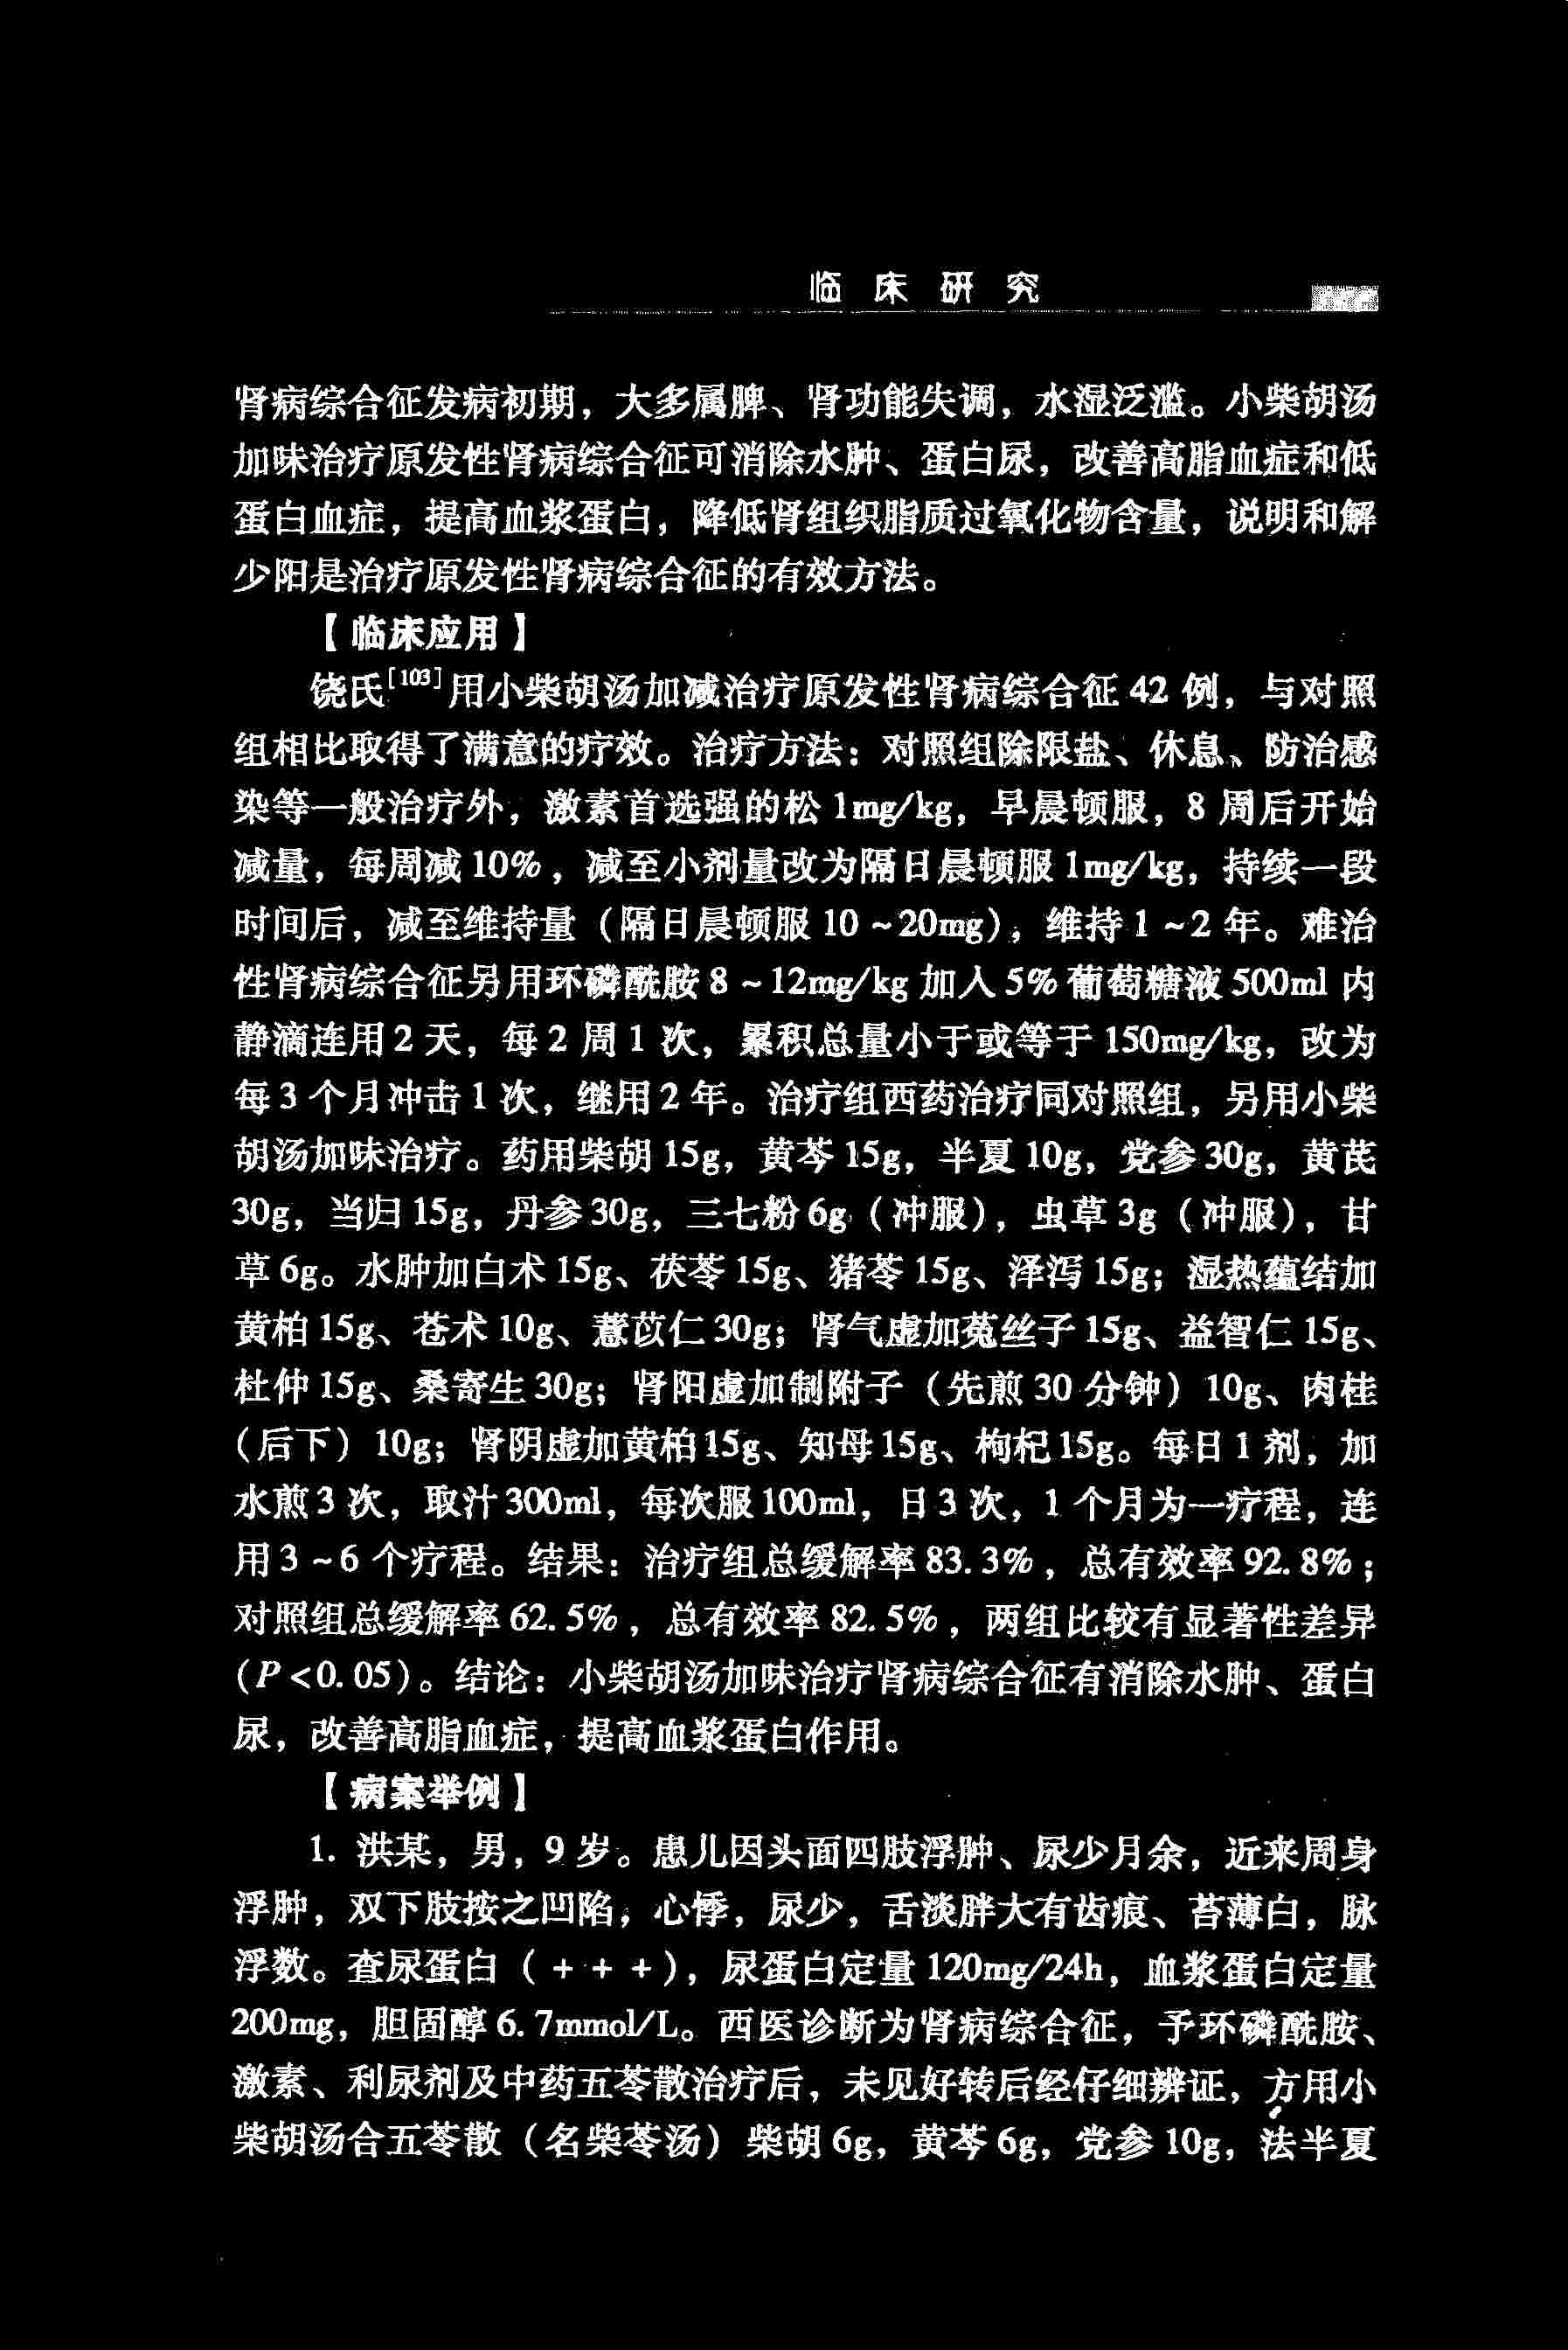 临床研究
肾病综合征发病初期，大多属脾、肾功能失调，水湿泛滥。小柴胡汤
加味治疗原发性肾病综合征可消除水肿、蛋白尿，改善高脂血症和低
蛋白血症，提高血浆蛋白，降低肾组织脂质过氧化物含量，说明和解
少阳是治疗原发性肾病综合征的有效方法。
【临床应用】
饶氏[103]用小柴胡汤加减治疗原发性肾病综合征 42 例，与对照
组相比取得了满意的疗效。治疗方法：对照组除限盐、休息、防治感
染等一般治疗外，激素首选强的松 1mg/kg，早晨顿服，8 周后开始
减量，每周减 10%，减至小剂量改为隔日晨顿服 1mg/kg，持续一段
时间后，减至维持量（隔日晨顿服 10 ~20mg），维持 1 ~2 年。难治
性肾病综合征另用环磷酰胺 8 ~ 12mg/kg 加入 5% 葡萄糖液 500ml 内
静滴连用 2 天，每 2 周 1 次，累积总量小于或等于 150mg/kg，改为
每 3 个月冲击 1 次，继用 2 年。治疗组西药治疗同对照组，另用小柴
胡汤加味治疗。药用柴胡 15g，黄芩 15g，半夏 10g，党参 30g，黄芪
30g，当归 15g，丹参 30g，三七粉 6g（冲服），虫草 3g（冲服），甘
草 6g。水肿加白术 15g、茯苓 15g、猪苓 15g、泽泻 15g；湿热蕴结加
黄柏 15g、苍术 10g、薏苡仁 30g；肾气虚加菟丝子 15g、益智仁 15g、
杜仲 15g、桑寄生 30g；肾阳虚加制附子（先煎 30 分钟）10g、肉桂
（后下）10g；肾阴虚加黄柏 15g、知母 15g、枸杞 15g。每日 1 剂，加
水煎 3 次，取汁 300ml，每次服 100ml，日 3 次，1 个月为一疗程，连
用 3 ~6 个疗程。结果：治疗组总缓解率 83.3%，总有效率 92.8%；
对照组总缓解率 62.5%，总有效率 82.5%，两组比较有显著性差异
(P<0.05)。结论：小柴胡汤加味治疗肾病综合征有消除水肿、蛋白
尿，改善高脂血症，提高血浆蛋白作用。
【病案举例】
1. 洪某，男，9 岁。患儿因头面四肢浮肿、尿少月余，近来周身
浮肿，双下肢按之凹陷，心悸，尿少，舌淡胖大有齿痕、苔薄白，脉
浮数。查尿蛋白（+ + +），尿蛋白定量 120mg/24h，血浆蛋白定量
200mg，胆固醇 6.7mmol/L。西医诊断为肾病综合征，予环磷酰胺、
激素、利尿剂及中药五苓散治疗后，未见好转后经仔细辨证，方用小
柴胡汤合五苓散（名柴苓汤）柴胡 6g，黄芩 6g，党参 10g，法半夏